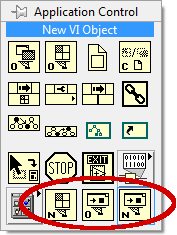 Application Control
New VI Object
O O C
STOP EXIT
N O N